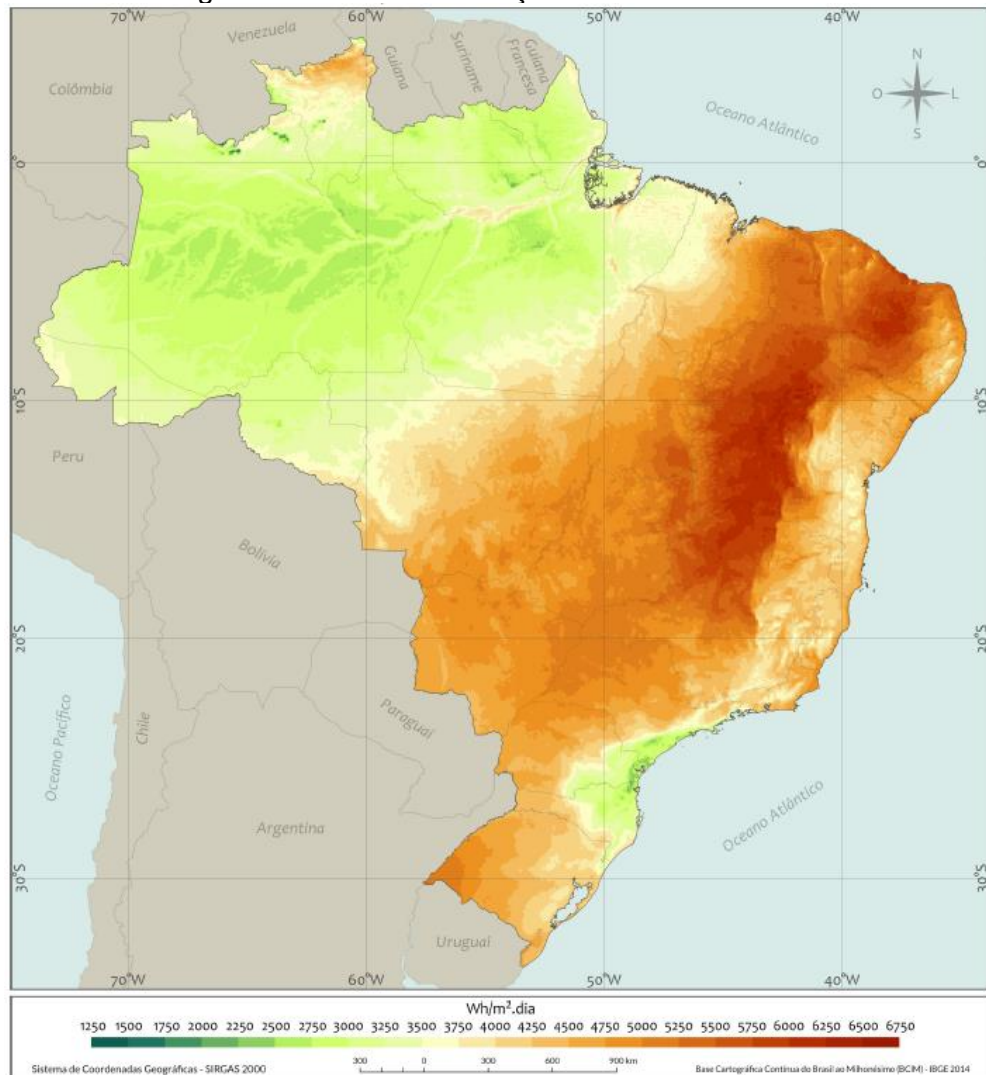 60°W
50°W
40°W
Venezuela
Guiana
Suriname
Guiana
Francesa
Colômbia
N
O
L
S
Oceano Atlântico
0°
0°
10°S
10°S
Peru
Bolívia
20°S
20°S
Paraguai
Oceano Pacífico
Chile
Argentina
Oceano Atlântico
30°S
30°S
Uruguai
70°W
60°W
50°W
40°W
Wh/m².dia
1250 1500 1750 2000 2250 2500 2750 3000 3250 3500 3750 4000 4250 4500 4750 5000 5250 5500 5750 6000 6250 6500 6750
300 0 300 600 900 km
Sistema de Coordenadas Geográficas - SIRGAS 2000
Base Cartográfica Contínua do Brasil ao Milionésimo (BCIM) - IBGE 2014